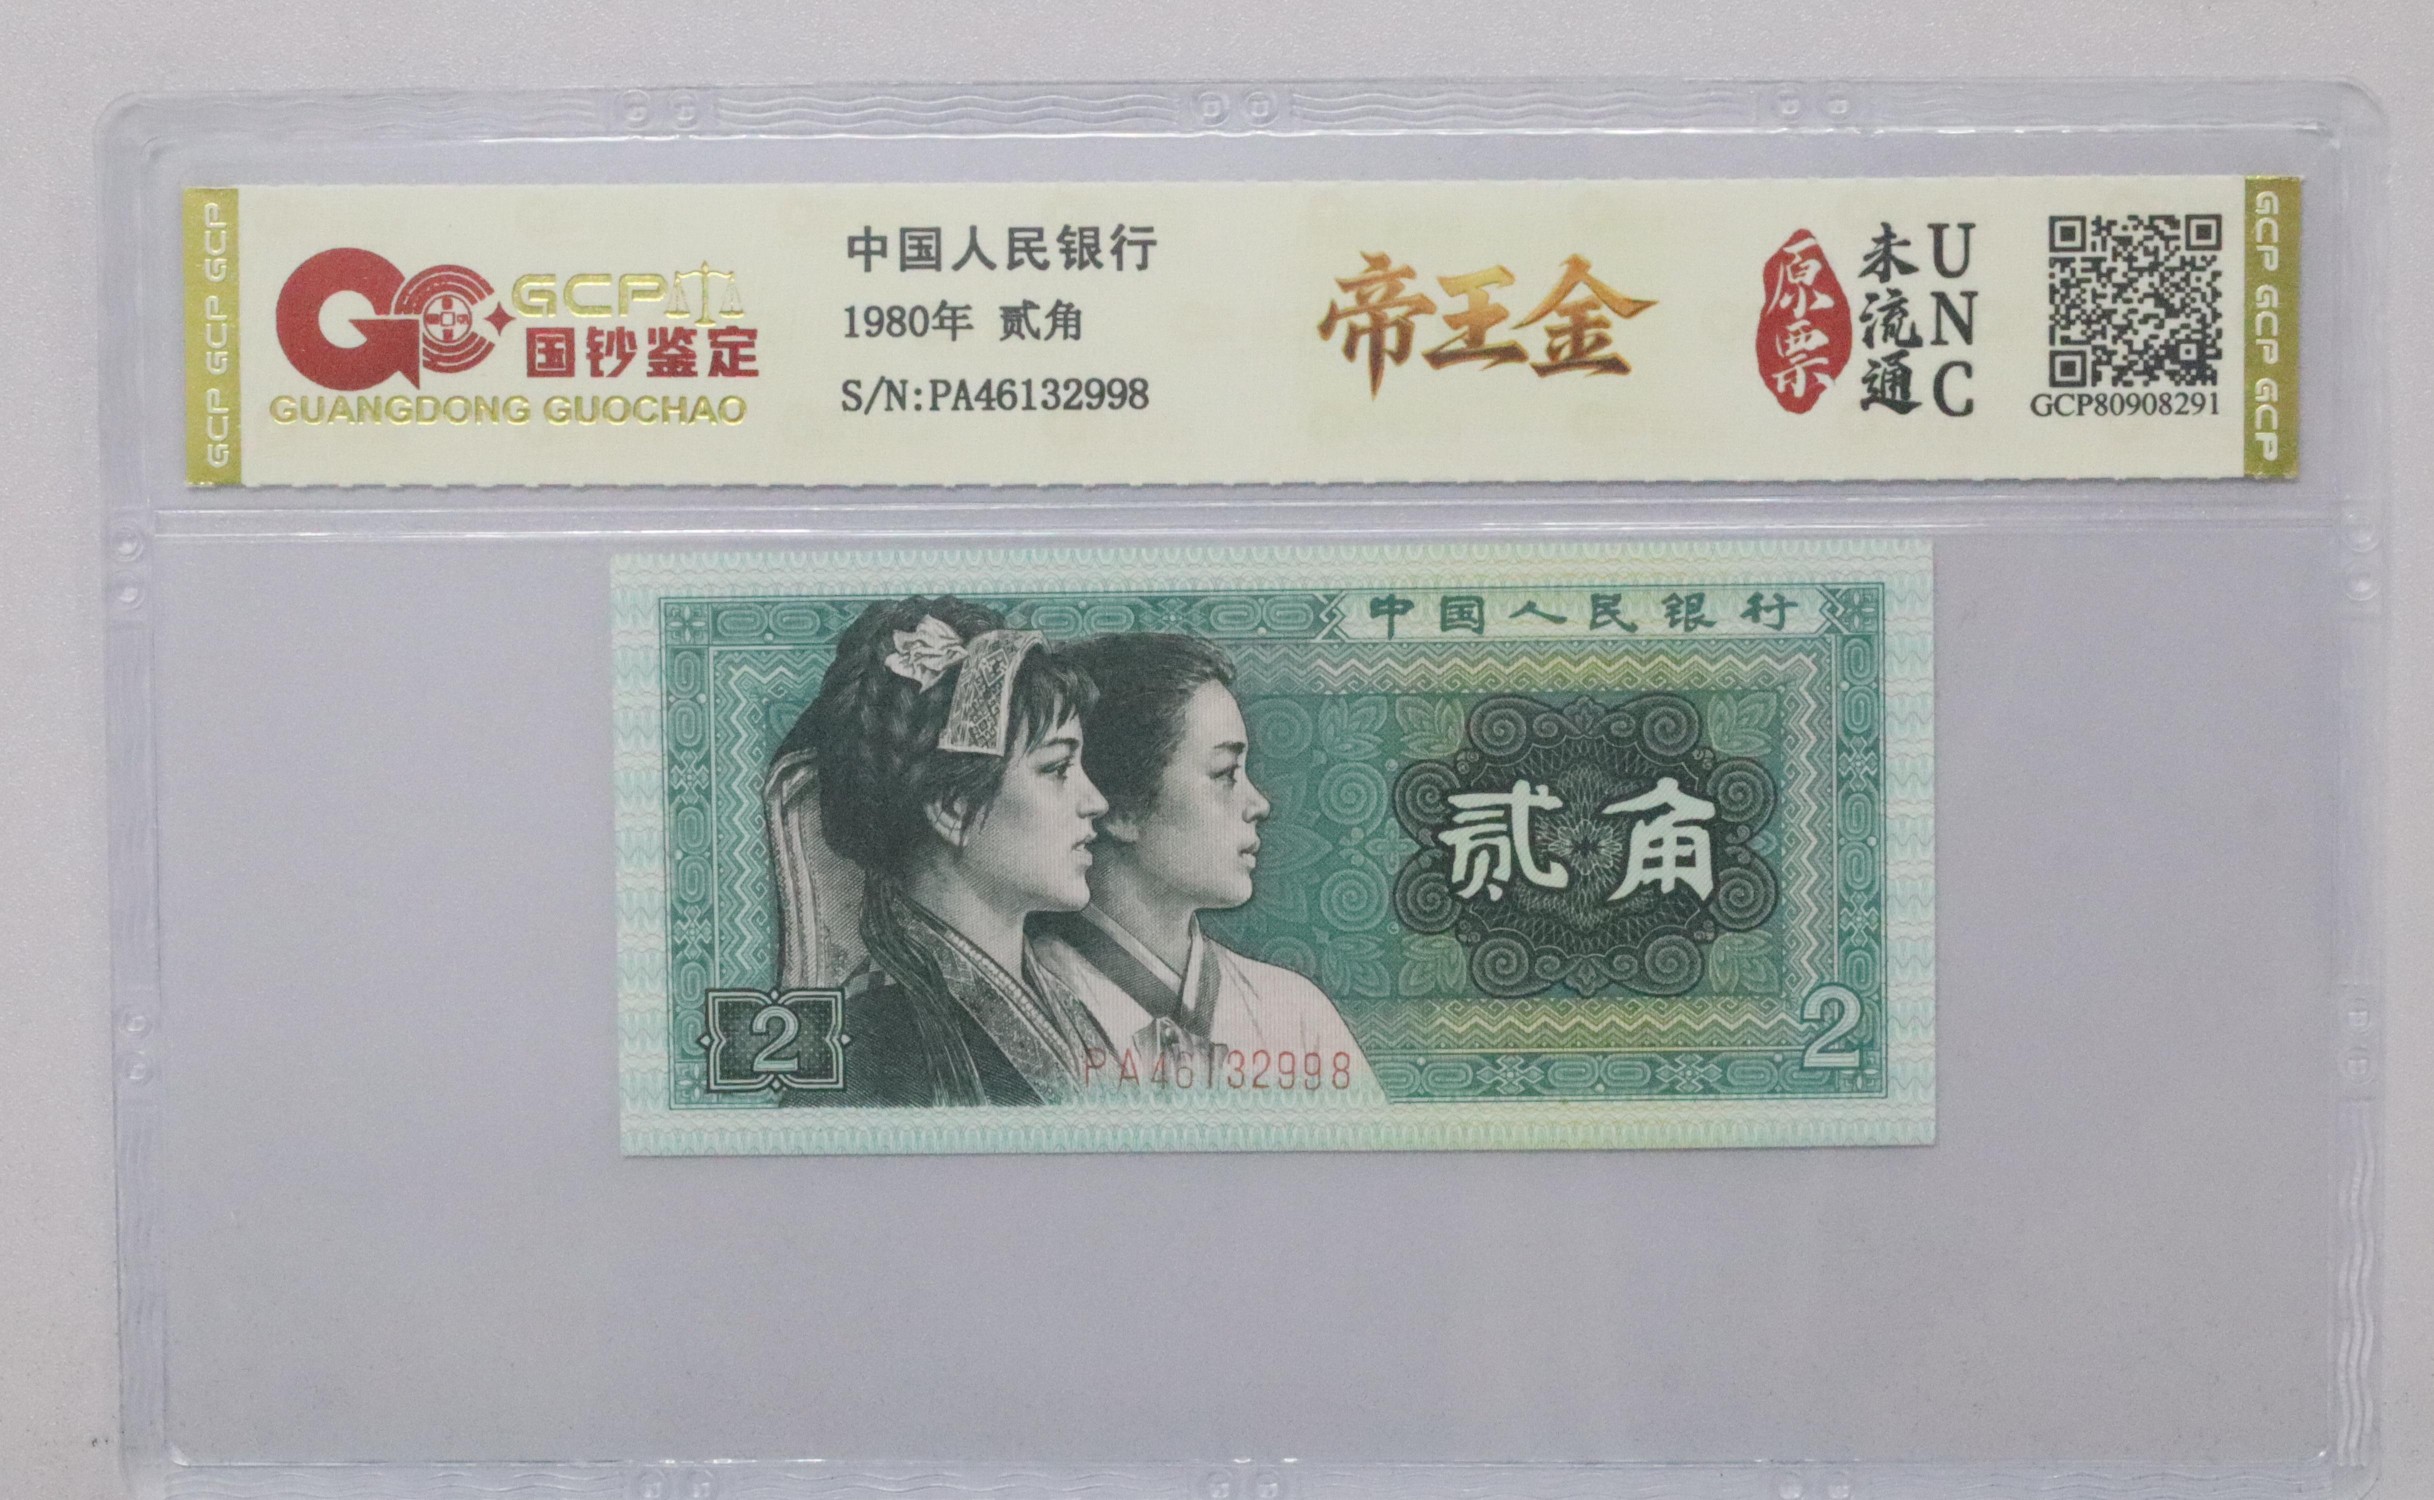 GCP GCP GCP
GCP
国钞鉴定
GUANGDONG GUOCHAO
中国人民银行
1980年 贰角
S/N:PA46132998
帝王金
原票
未流通
UNC
GCP80908291
GCP GCP GCP
中国人民银行
贰角
2
2
PA46132998